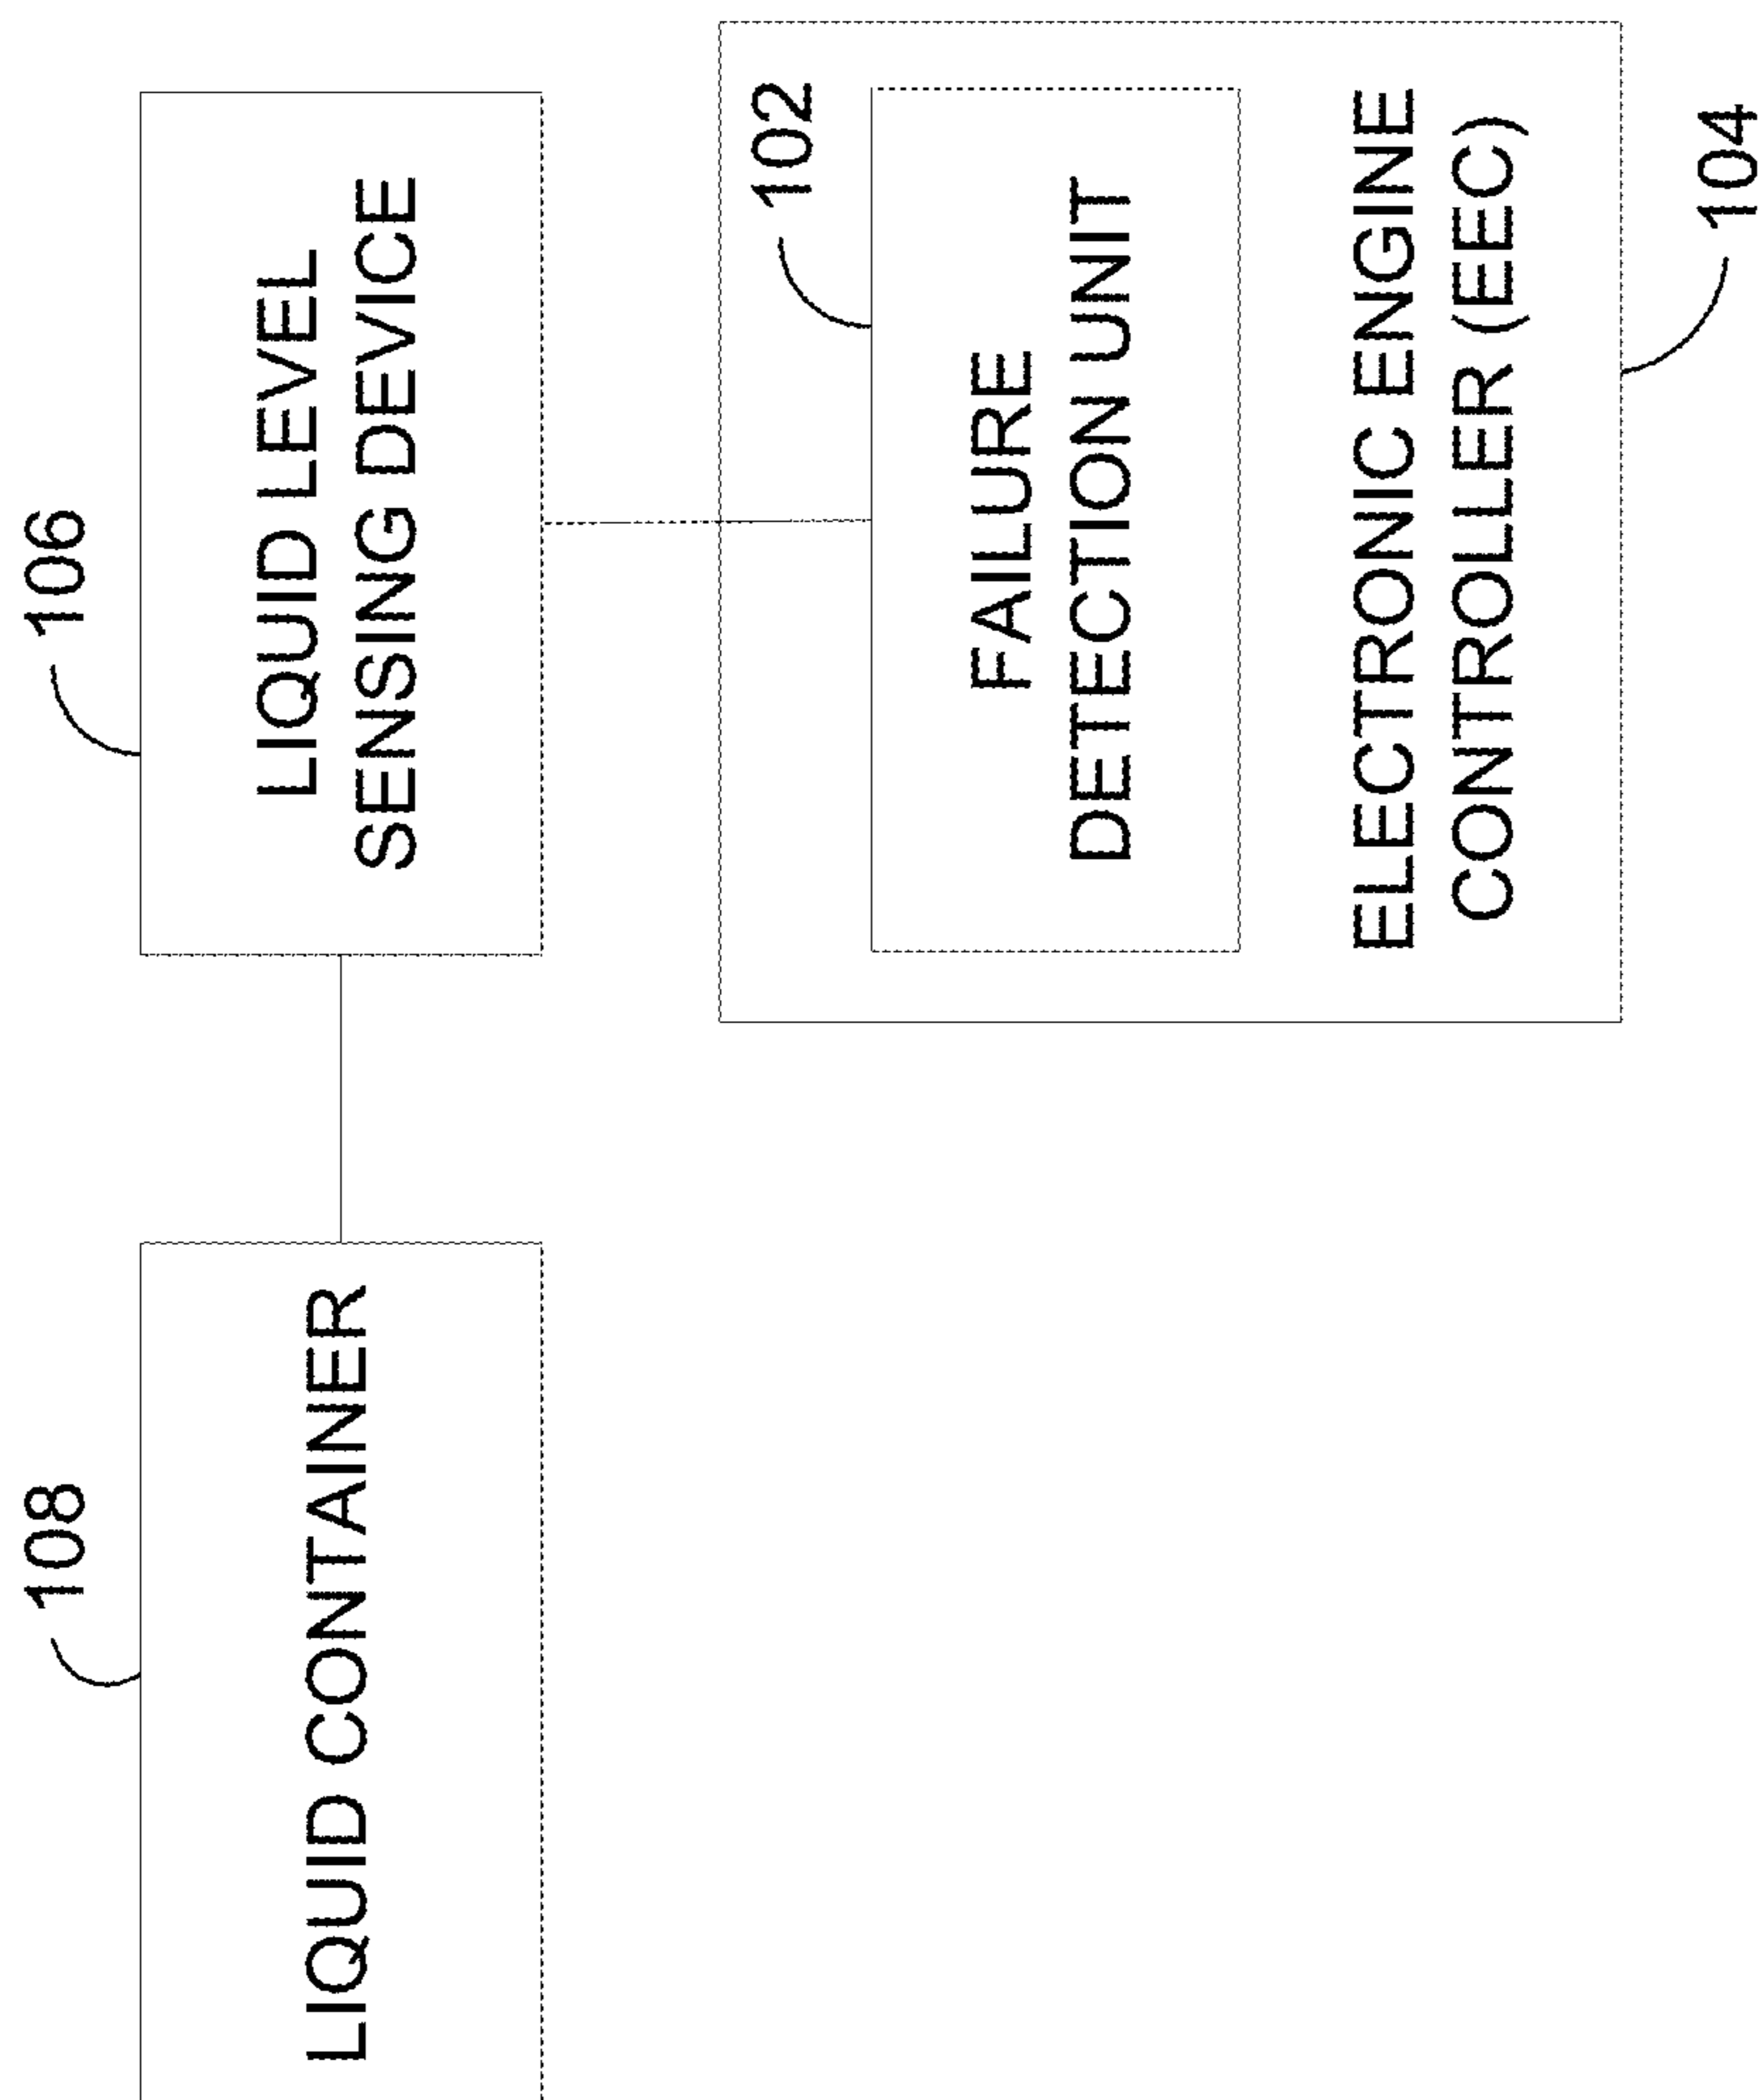 108
LIQUID CONTAINER
106
LIQUID LEVEL
SENSING DEVICE
102
FAILURE
DETECTION UNIT
ELECTRONIC ENGINE
CONTROLLER (EEC)
104